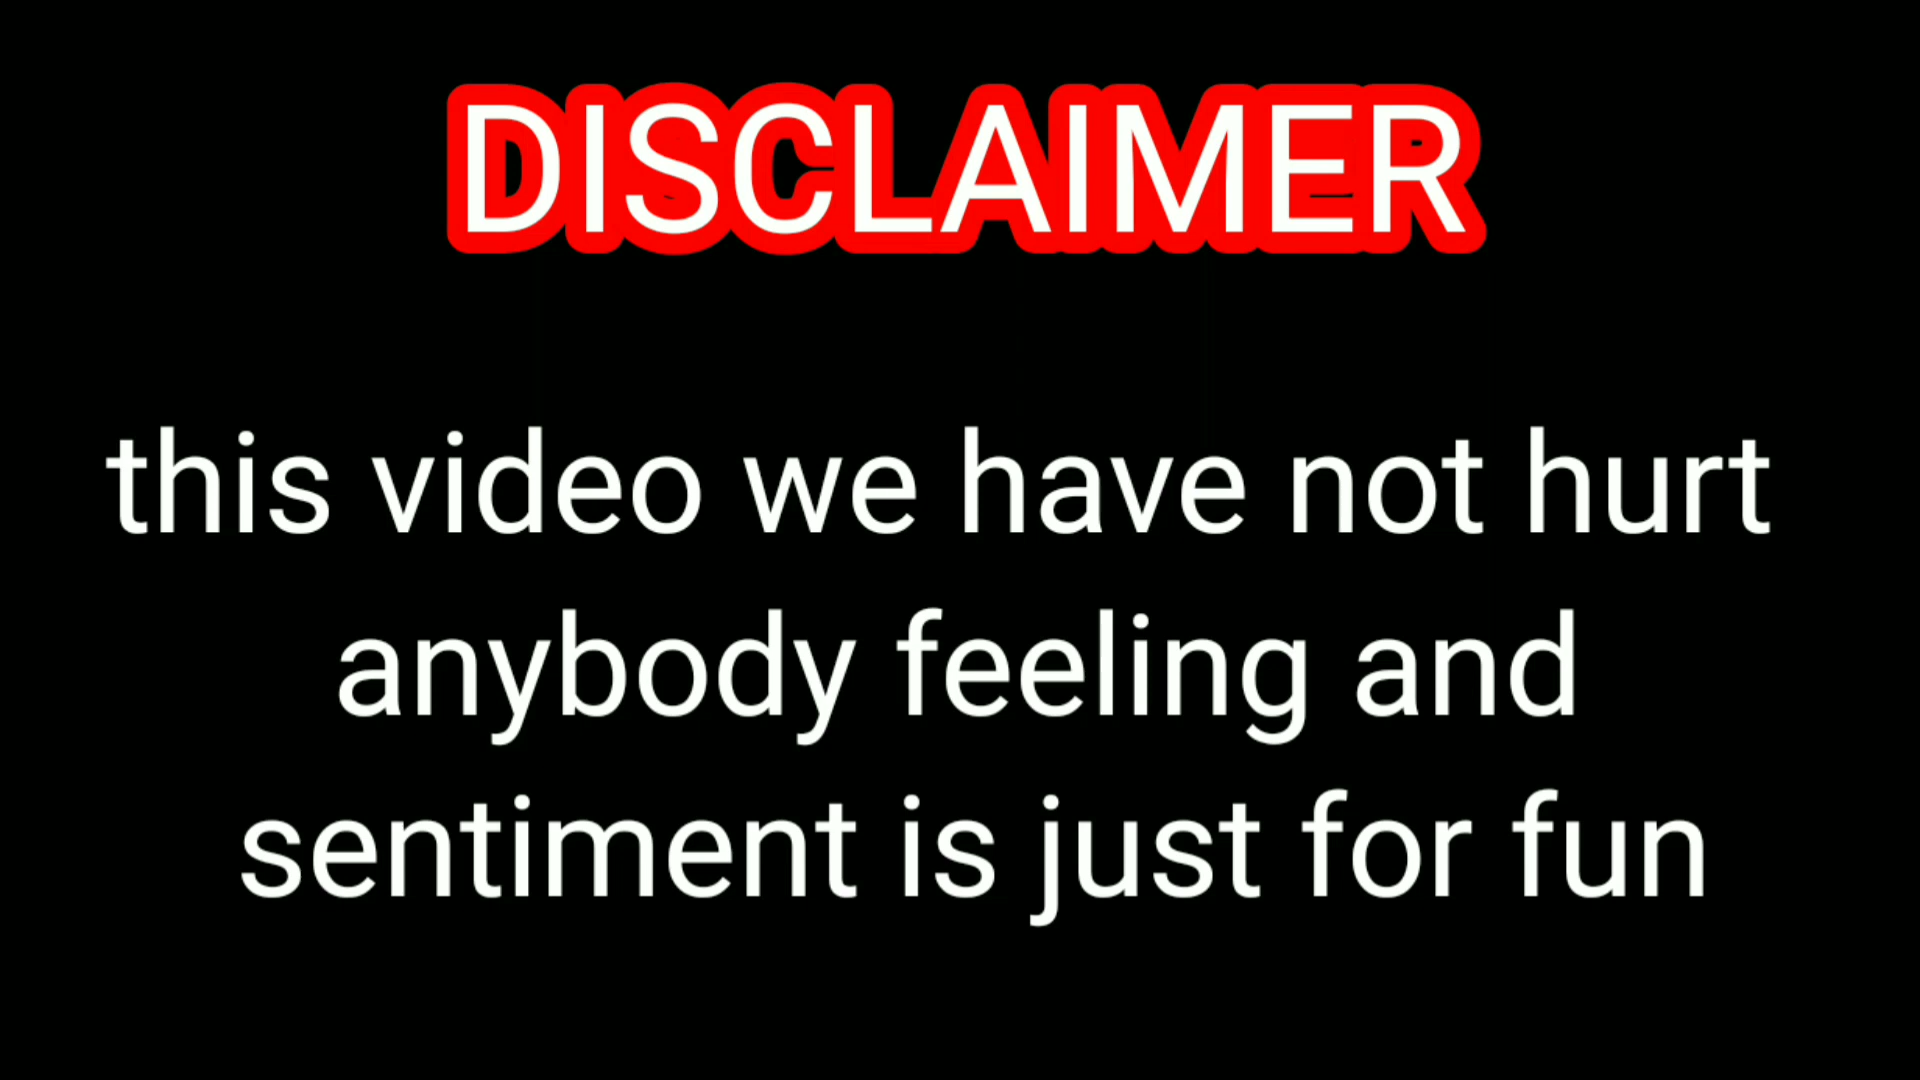 DISCLAIMER
this video we have not hurt
anybody feeling and
sentiment is just for fun